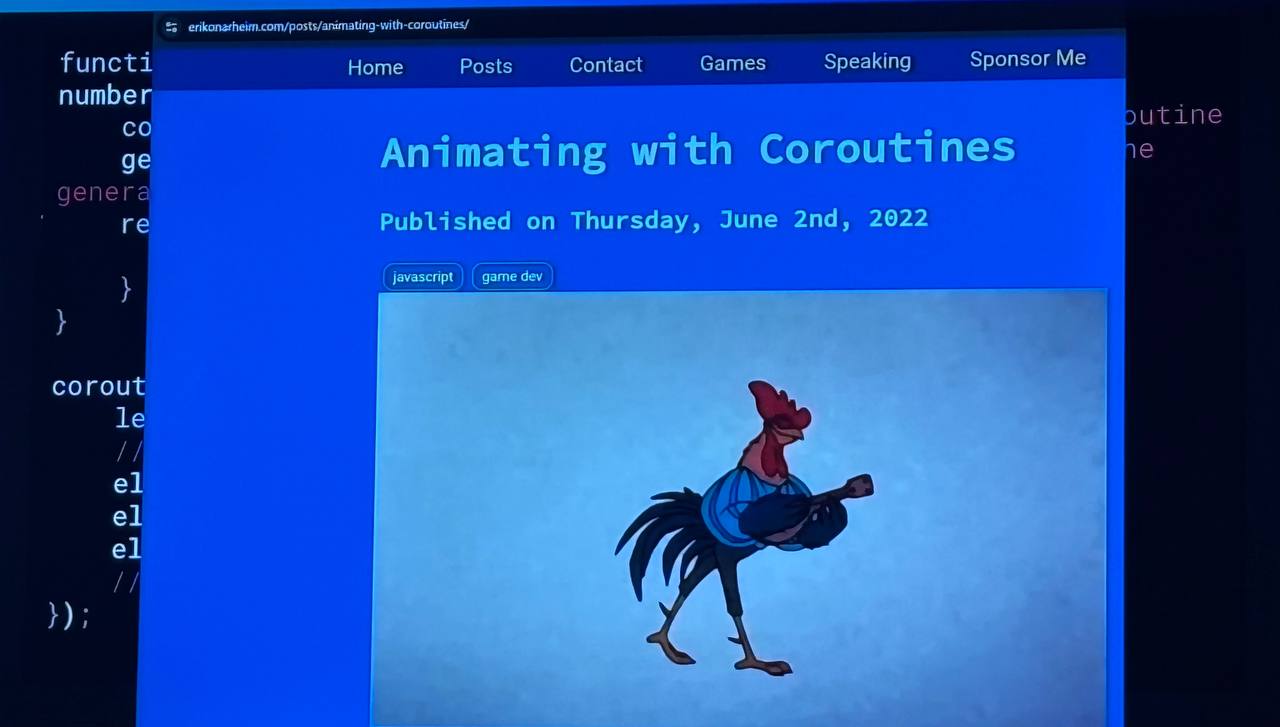 erikonarheim.com/posts/animating-with-coroutines/
Home Posts Contact Games Speaking Sponsor Me
Animating with Coroutines
Published on Thursday, June 2nd, 2022
javascript game dev
functi
number
co
ge
genera
re
}
}
corout
le
//
el
el
el
//
});
outine
ne